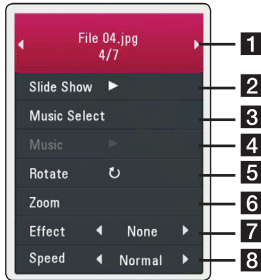 File 04.jpg
4/7
1
Slide Show
2
Music Select
3
Music
4
Rotate
5
Zoom
6
Effect None
7
Speed Normal
8